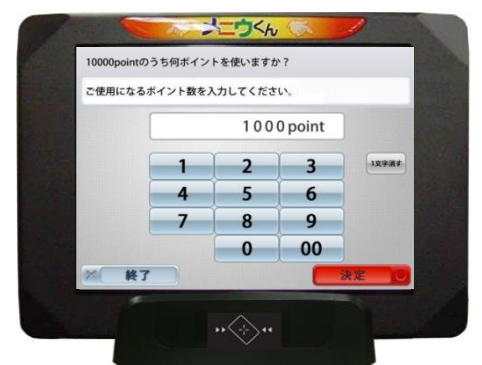 メニウくん
10000pointのうち何ポイントを使いますか？
ご使用になるポイント数を入力してください。
1000 point
1 2 3 1文字消す
4 5 6
7 8 9
0 00
終了 決定